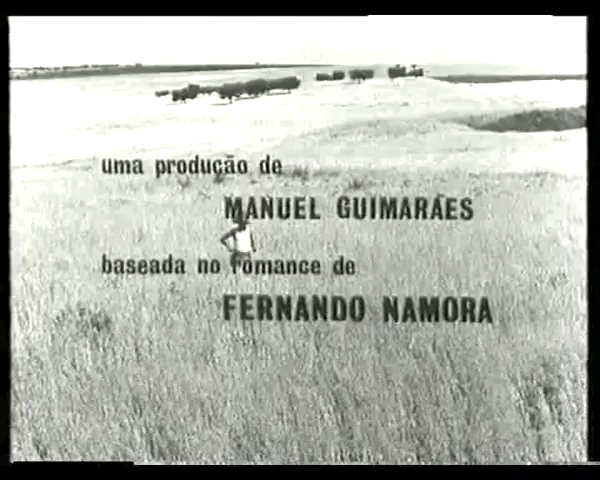 uma produção de
MANUEL GUIMARÃES
baseada no romance de
FERNANDO NAMORA